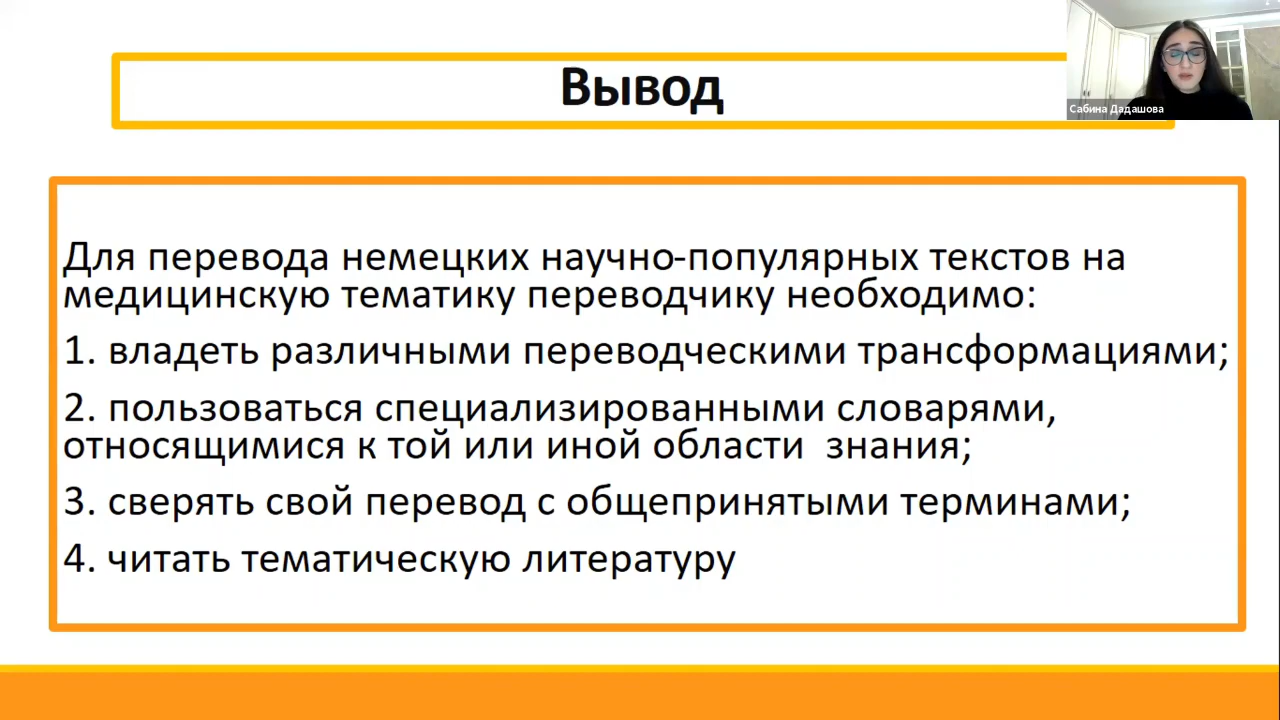 Вывод
Сабина Дадашова
Для перевода немецких научно-популярных текстов на
медицинскую тематику переводчику необходимо:
1. владеть различными переводческими трансформациями;
2. пользоваться специализированными словарями,
относящимися к той или иной области знания;
3. сверять свой перевод с общепринятыми терминами;
4. читать тематическую литературу